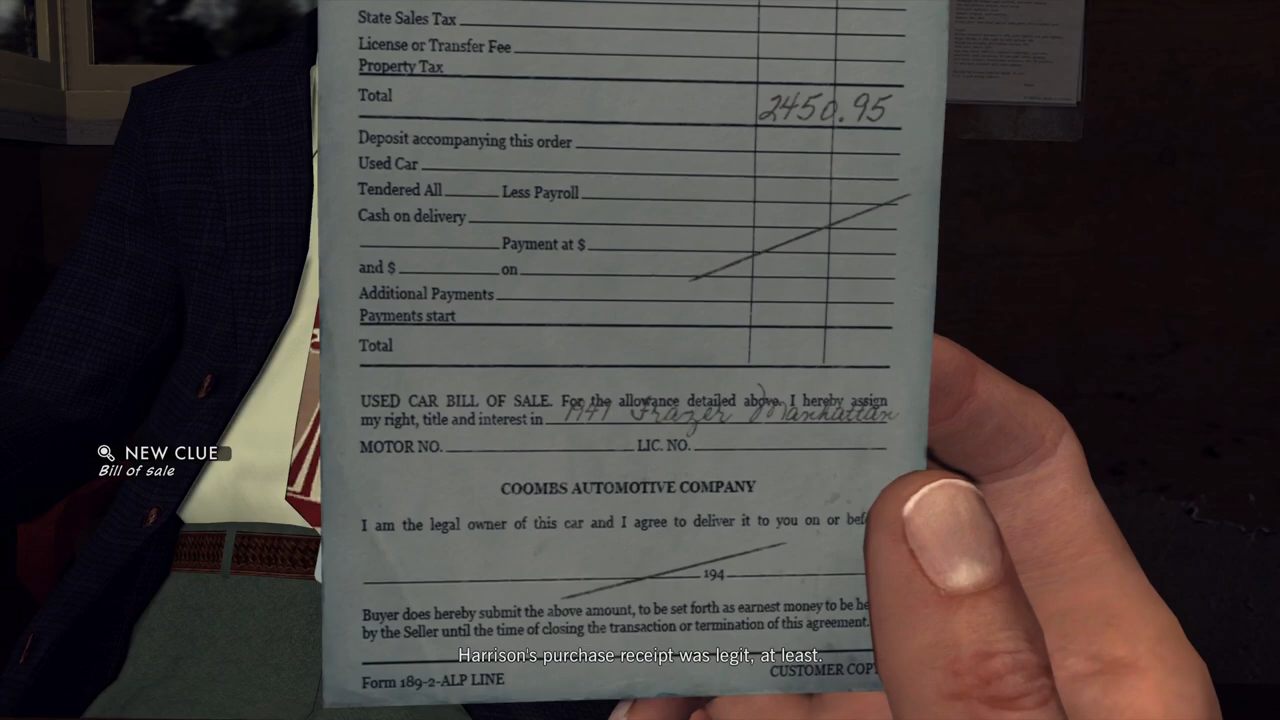 State Sales Tax
License or Transfer Fee
Property Tax
Total 2450.95
Deposit accompanying this order
Used Car
Tendered All Less Payroll
Cash on delivery
Payment at $
and $ on
Additional Payments
Payments start
Total
USED CAR BILL OF SALE. For the allowance detailed above, I hereby assign
my right, title and interest in 1947 Frazer Manhattan
MOTOR NO. LIC. NO.
NEW CLUE
Bill of sale
COOMBS AUTOMOTIVE COMPANY
I am the legal owner of this car and I agree to deliver it to you on or bef
194
Buyer does hereby submit the above amount, to be set forth as earnest money to be he
by the Seller until the time of closing the transaction or termination of this agreement.
Harrison's purchase receipt was legit, at least.
Form 189-2-ALP LINE CUSTOMER COP